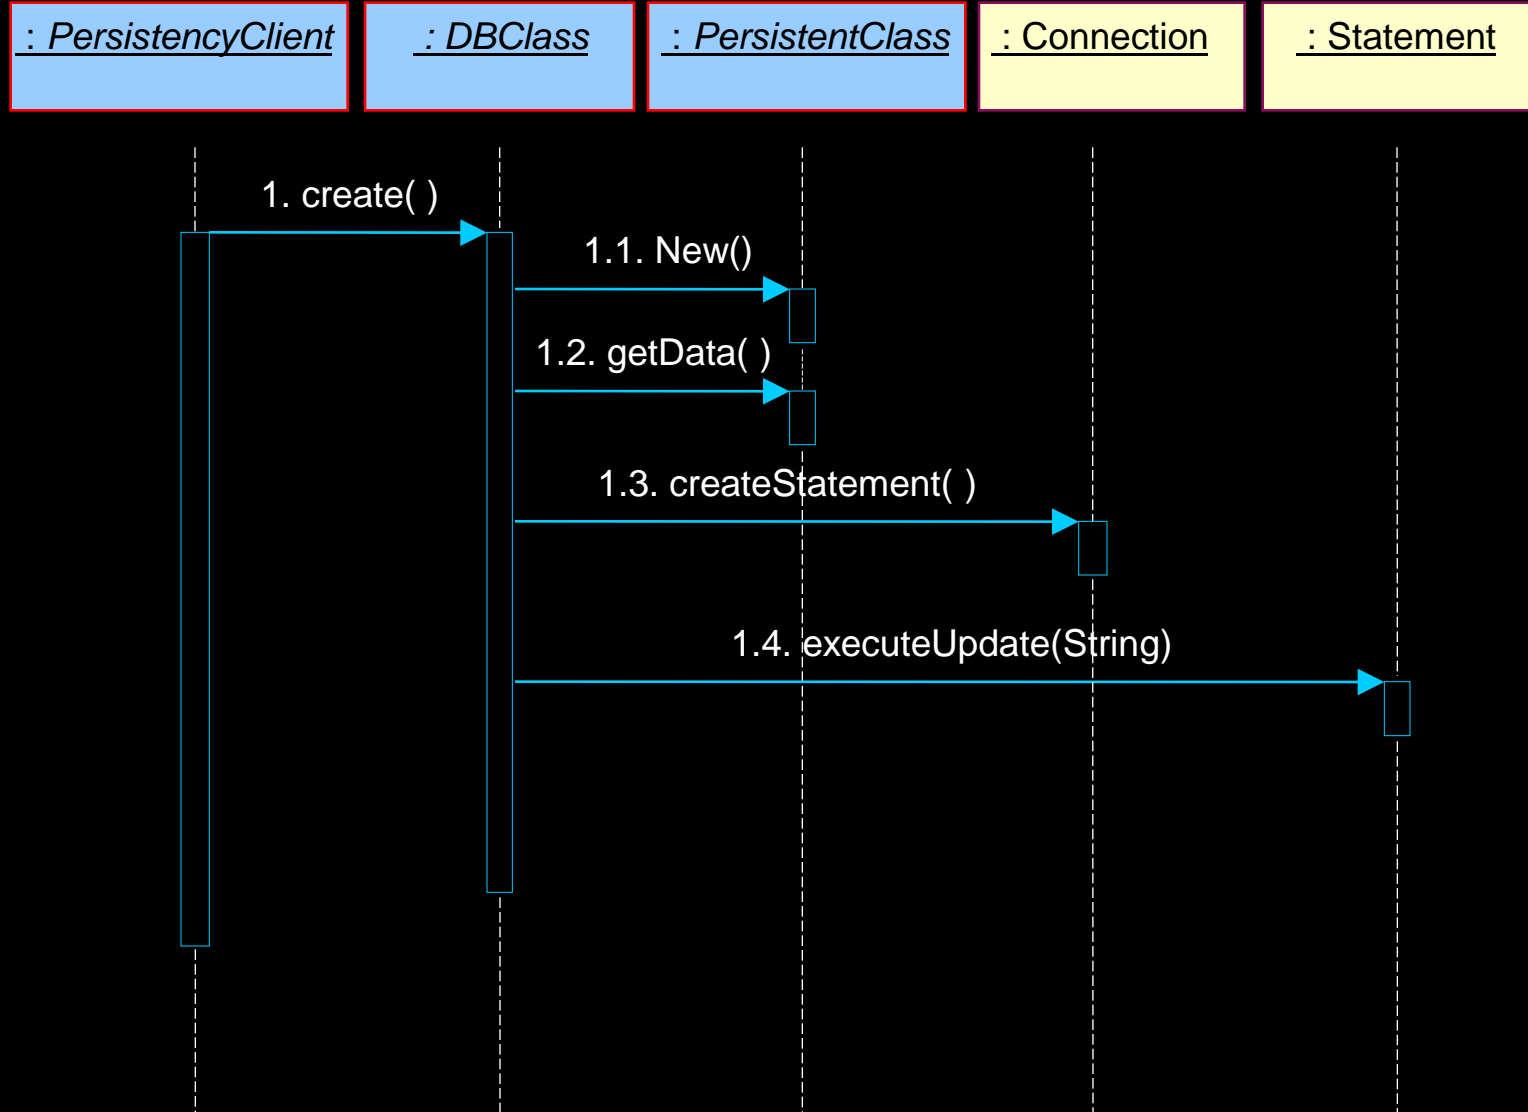 : PersistencyClient
: DBClass
: PersistentClass
: Connection
: Statement
1. create( )
1.1. New()
1.2. getData( )
1.3. createStatement( )
1.4. executeUpdate(String)